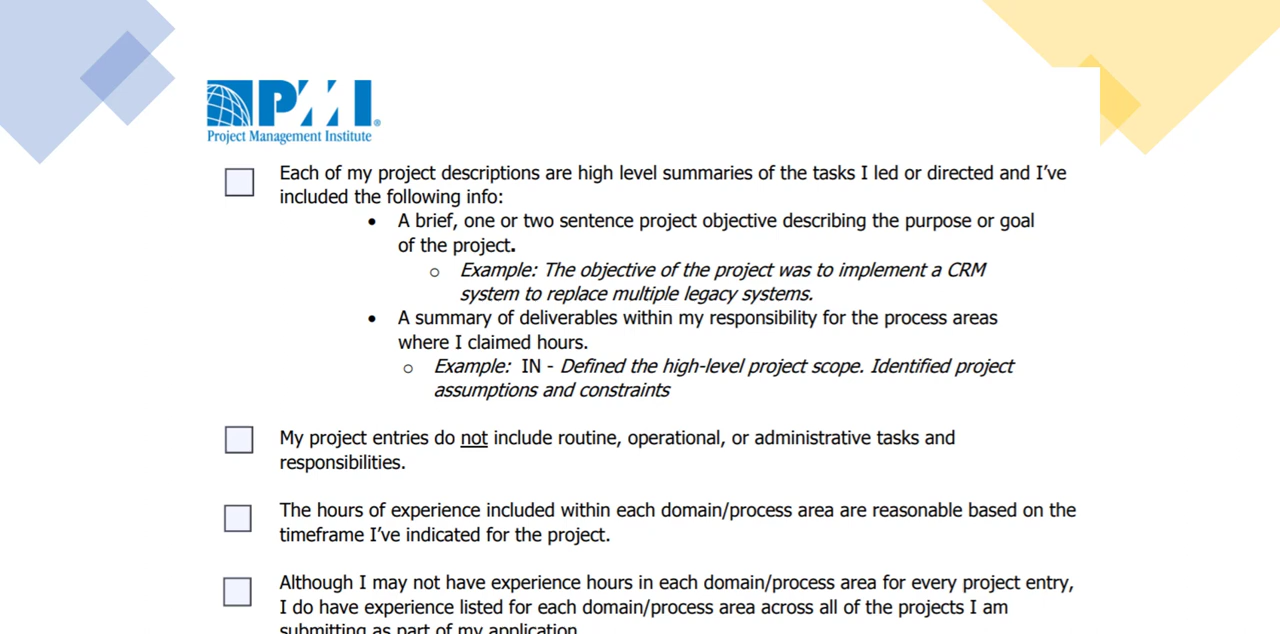 PMI®
Project Management Institute
Each of my project descriptions are high level summaries of the tasks I led or directed and I’ve
included the following info:
• A brief, one or two sentence project objective describing the purpose or goal
of the project.
o Example: The objective of the project was to implement a CRM
system to replace multiple legacy systems.
• A summary of deliverables within my responsibility for the process areas
where I claimed hours.
o Example: IN - Defined the high-level project scope. Identified project
assumptions and constraints
My project entries do not include routine, operational, or administrative tasks and
responsibilities.
The hours of experience included within each domain/process area are reasonable based on the
timeframe I’ve indicated for the project.
Although I may not have experience hours in each domain/process area for every project entry,
I do have experience listed for each domain/process area across all of the projects I am
submitting as part of my application.